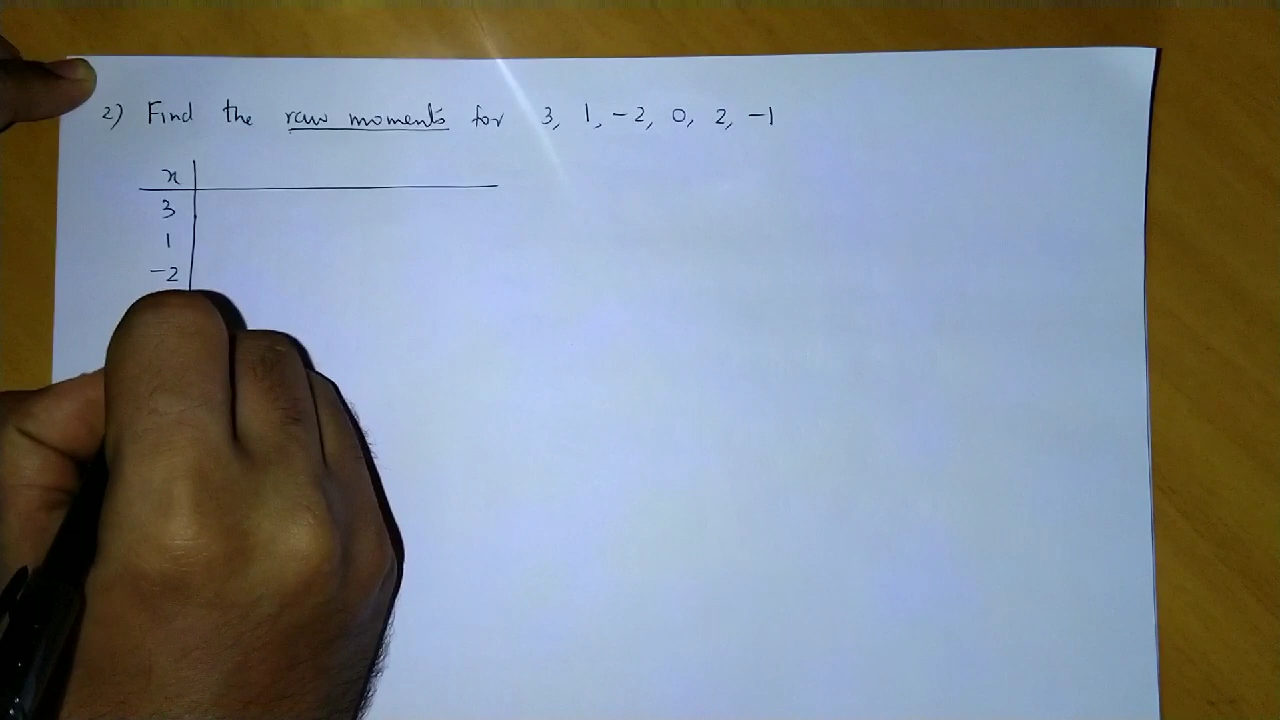 2) Find the raw moments for 3, 1, -2, 0, 2, -1
x
3
1
-2